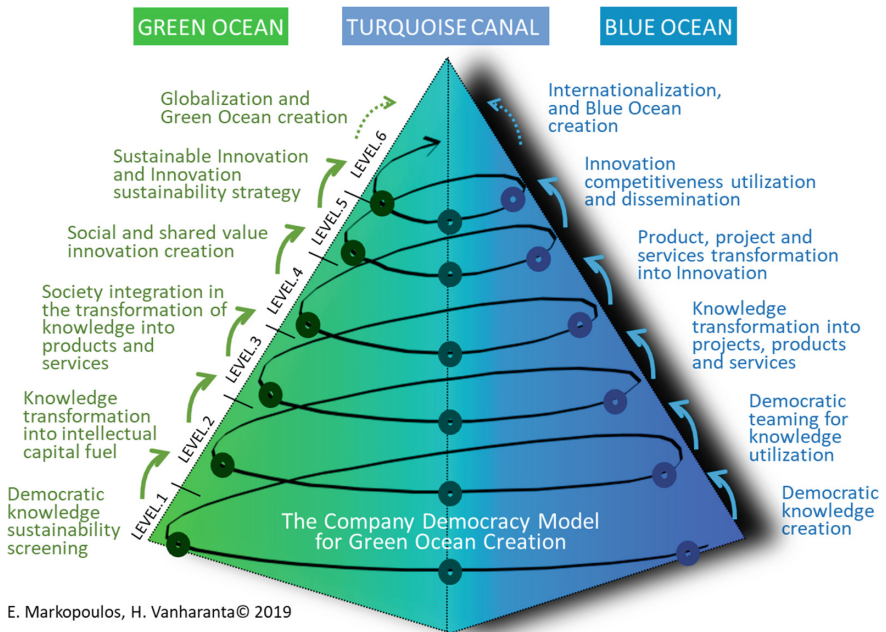 GREEN OCEAN
TURQUOISE CANAL
BLUE OCEAN
Globalization and
Green Ocean creation
Sustainable Innovation
and Innovation
sustainability strategy
Social and shared value
innovation creation
Society integration in
the transformation of
knowledge into
products and
services
Knowledge
transformation
into intellectual
capital fuel
Democratic
knowledge
sustainability
screening
LEVEL.6
LEVEL.5
LEVEL.4
LEVEL.3
LEVEL.2
LEVEL.1
Internationalization,
and Blue Ocean
creation
Innovation
competitiveness utilization
and dissemination
Product, project and
services transformation
into Innovation
Knowledge
transformation into
projects, products
and services
Democratic
teaming for
knowledge
utilization
Democratic
knowledge
creation
The Company Democracy Model
for Green Ocean Creation
E. Markopoulos, H. Vanharanta© 2019